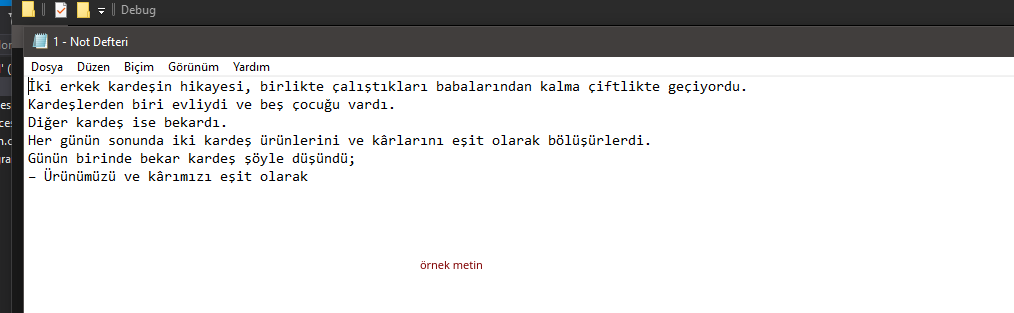 Debug
1 - Not Defteri
Dosya Düzen Biçim Görünüm Yardım
İki erkek kardeşin hikayesi, birlikte çalıştıkları babalarından kalma çiftlikte geçiyordu.
Kardeşlerden biri evliydi ve beş çocuğu vardı.
Diğer kardeş ise bekardı.
Her günün sonunda iki kardeş ürünlerini ve kârlarını eşit olarak bölüşürlerdi.
Günün birinde bekar kardeş şöyle düşündü;
– Ürünümüzü ve kârımızı eşit olarak
örnek metin